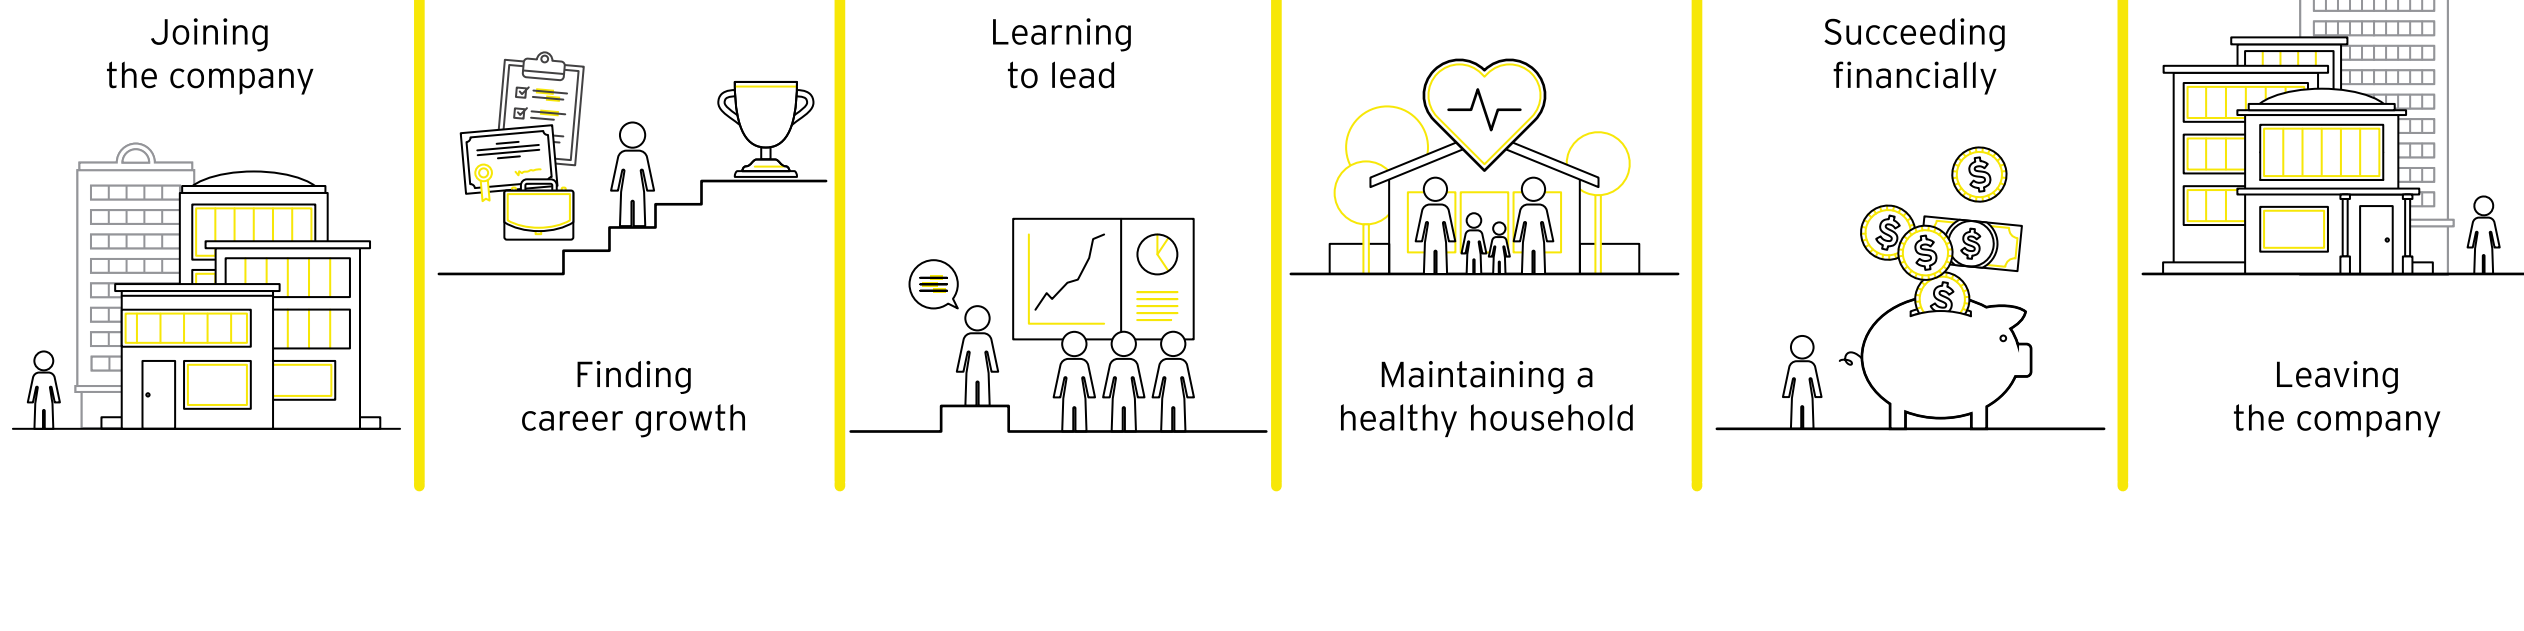 Joining
the company
Finding
career growth
Learning
to lead
Maintaining a
healthy household
Succeeding
financially
$
$
$
$
$
Leaving
the company